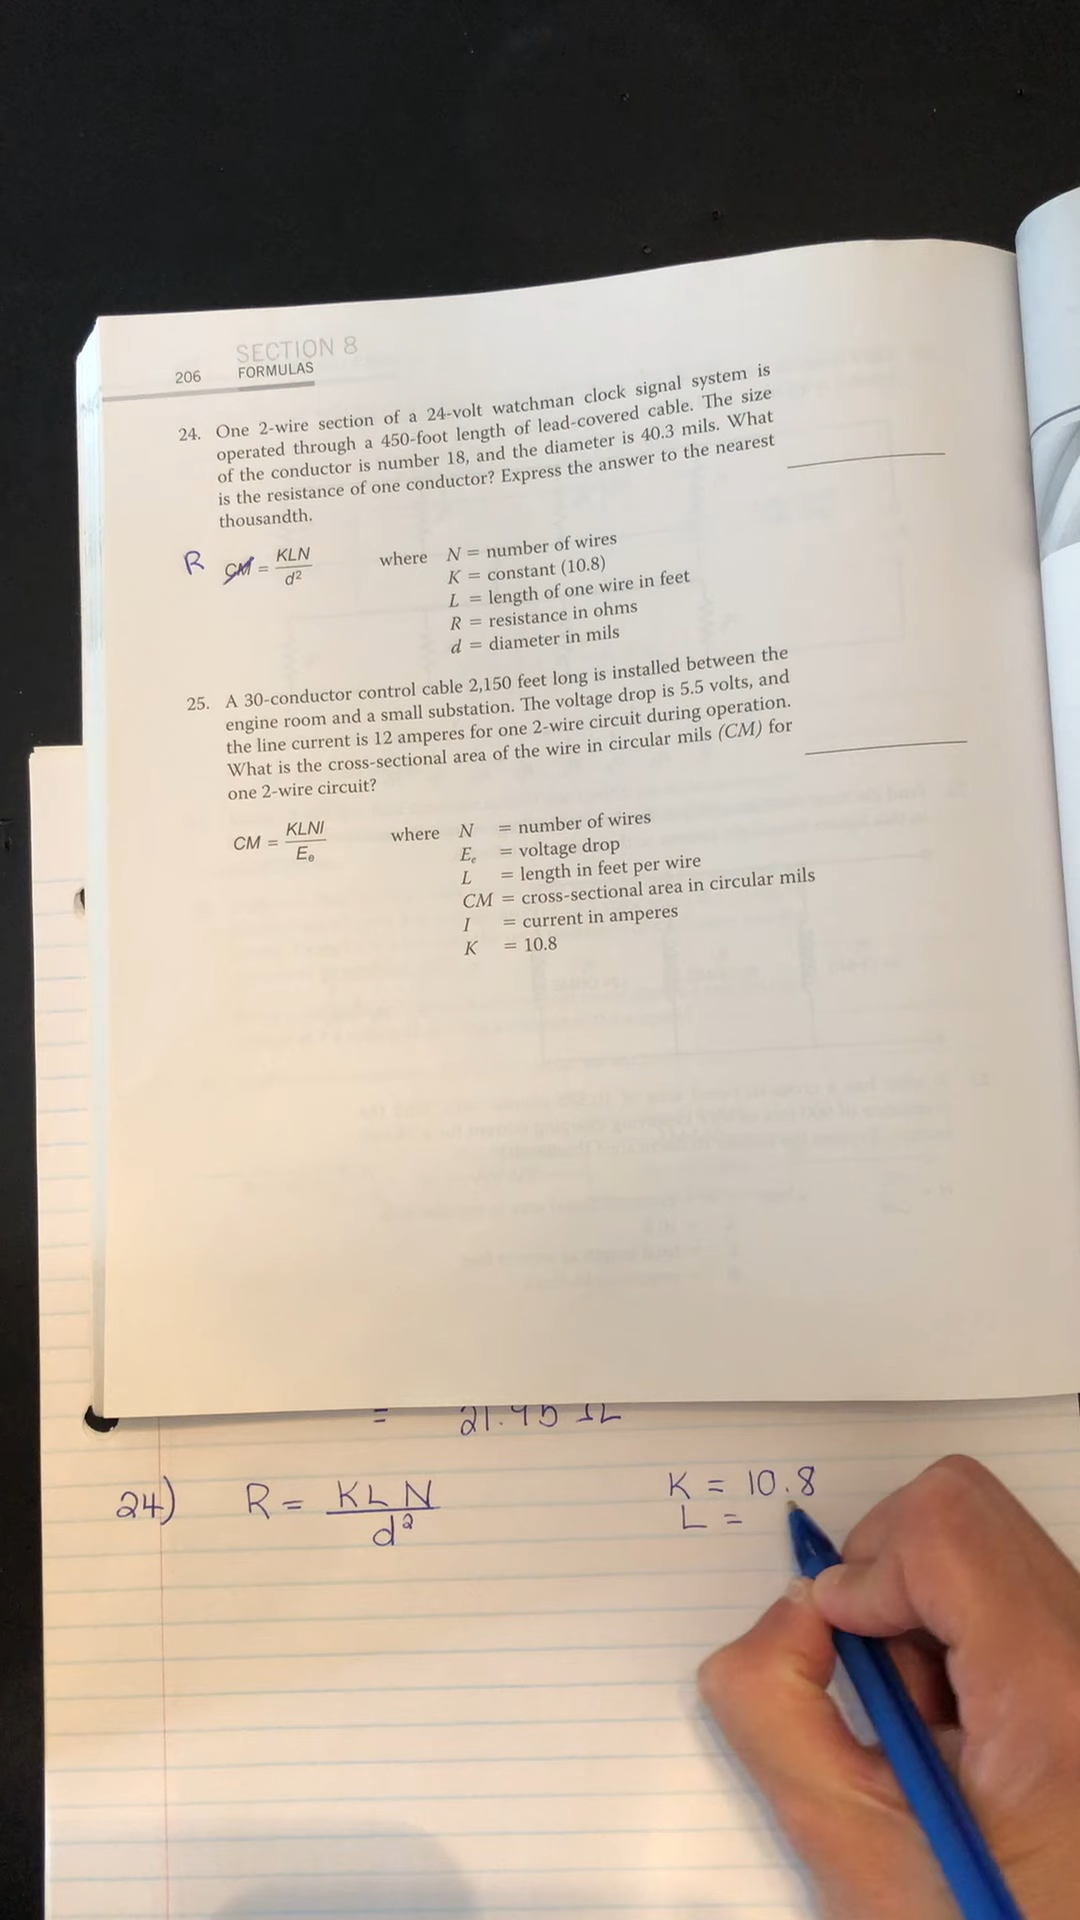 SECTION 8
206 FORMULAS
24. One 2-wire section of a 24-volt watchman clock signal system is
operated through a 450-foot length of lead-covered cable. The size
of the conductor is number 18, and the diameter is 40.3 mils. What
is the resistance of one conductor? Express the answer to the nearest
thousandth.
R CM = KLN / d² where N = number of wires
K = constant (10.8)
L = length of one wire in feet
R = resistance in ohms
d = diameter in mils
25. A 30-conductor control cable 2,150 feet long is installed between the
engine room and a small substation. The voltage drop is 5.5 volts, and
the line current is 12 amperes for one 2-wire circuit during operation.
What is the cross-sectional area of the wire in circular mils (CM) for
one 2-wire circuit?
CM = KLNI / Eₑ where N = number of wires
Eₑ = voltage drop
L = length in feet per wire
CM = cross-sectional area in circular mils
I = current in amperes
K = 10.8
= 21.45 Ω
24) R = KLN / d² K = 10.8
L =